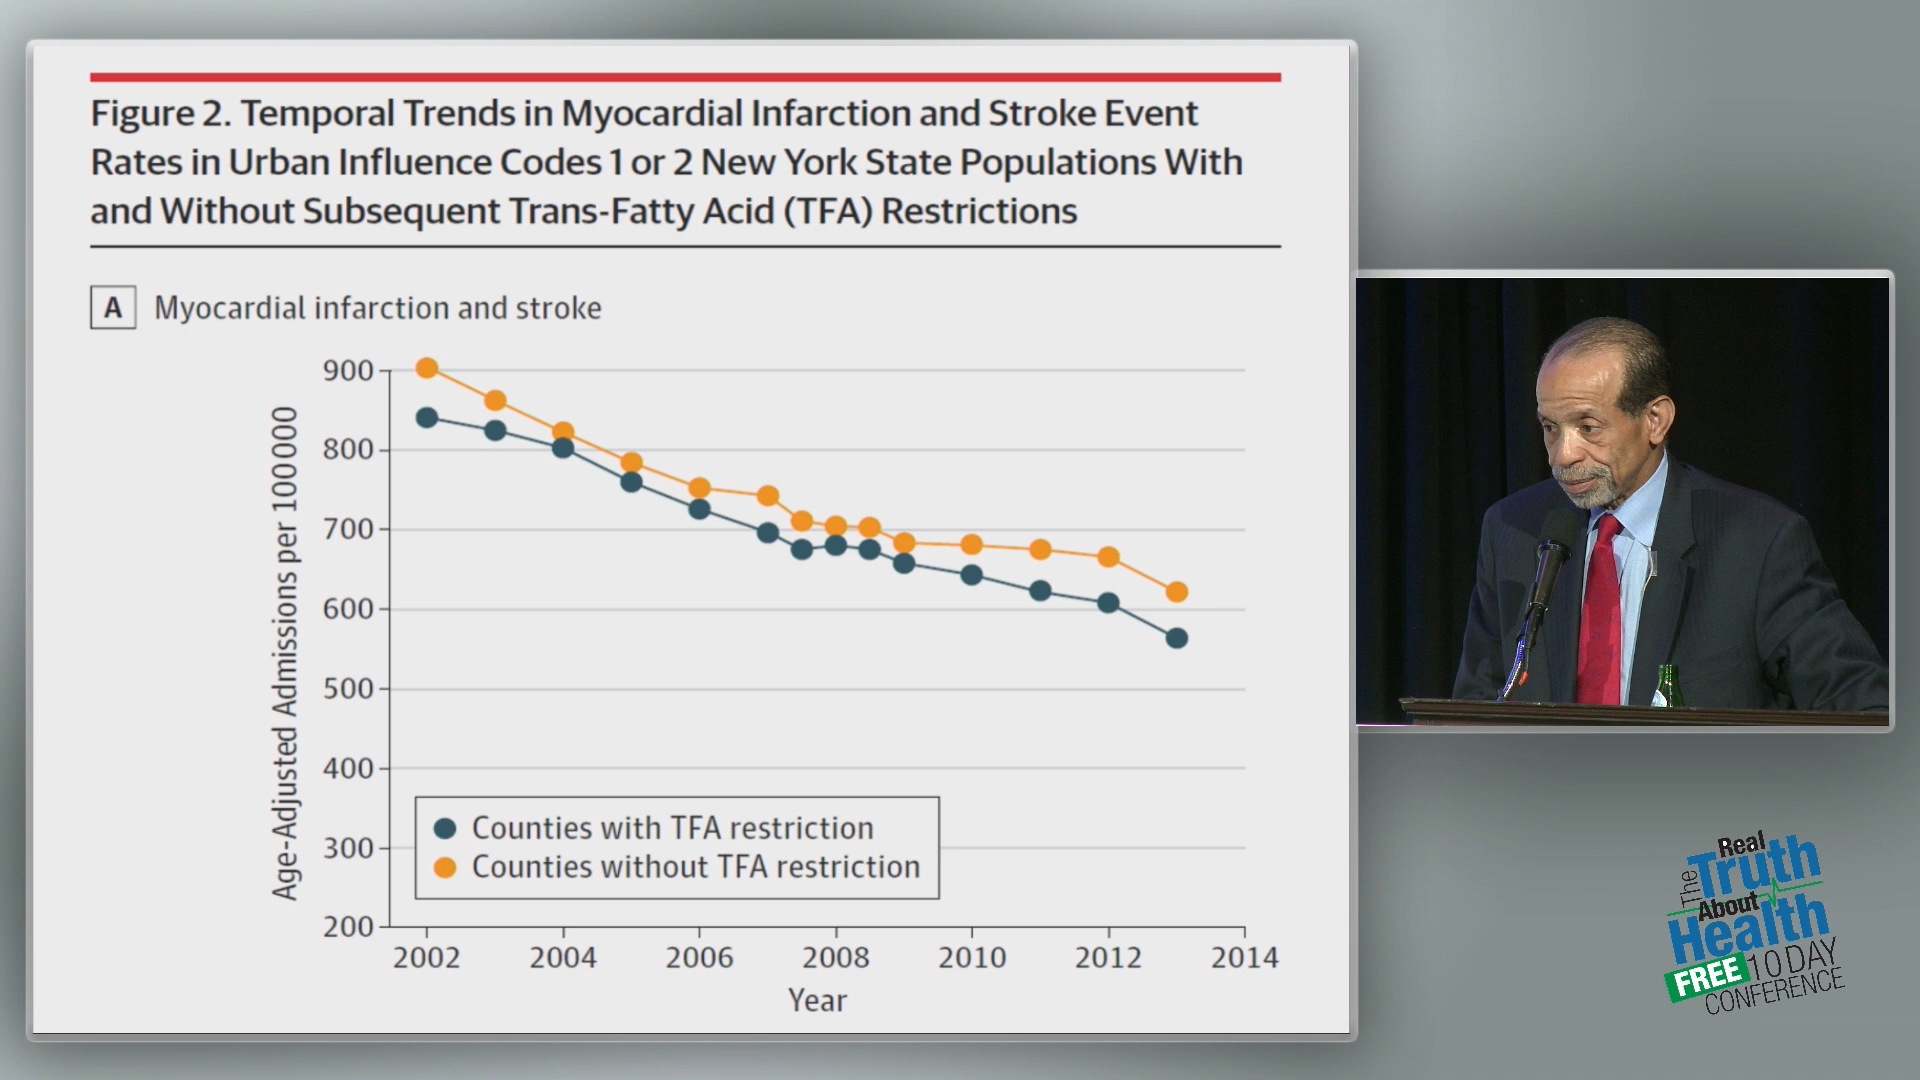 Figure 2. Temporal Trends in Myocardial Infarction and Stroke Event
Rates in Urban Influence Codes 1 or 2 New York State Populations With
and Without Subsequent Trans-Fatty Acid (TFA) Restrictions
A Myocardial infarction and stroke
Age-Adjusted Admissions per 100 000
900
800
700
600
500
400
300
200
Counties with TFA restriction
Counties without TFA restriction
2002 2004 2006 2008 2010 2012 2014
Year
The Real
Truth
About
Health
FREE 10 DAY
CONFERENCE